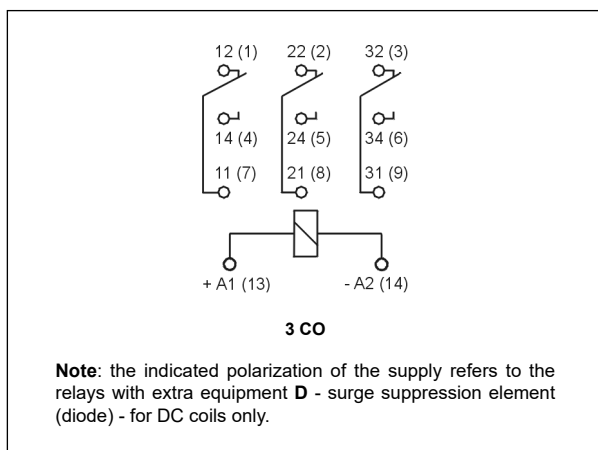 12 (1) 22 (2) 32 (3)
14 (4) 24 (5) 34 (6)
11 (7) 21 (8) 31 (9)
+ A1 (13) - A2 (14)
3 CO
Note: the indicated polarization of the supply refers to the
relays with extra equipment D - surge suppression element
(diode) - for DC coils only.